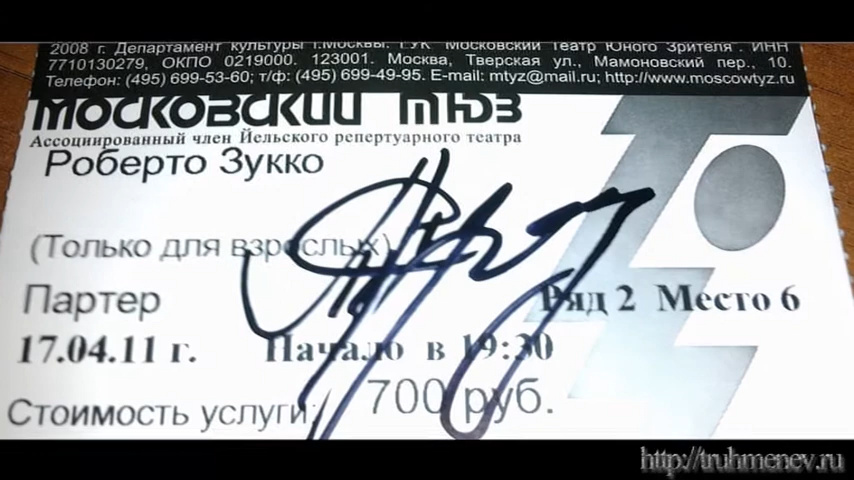 2008 г. Департамент культуры г.Москвы. ГУК "Московский Театр Юного Зрителя". ИНН
7710130279, ОКПО 0219000. 123001. Москва, Тверская ул., Мамоновский пер., 10.
Телефон: (495) 699-53-60; т/ф: (495) 699-49-95. E-mail: mtyz@mail.ru; http://www.moscowtyz.ru
московский тюз
Ассоциированный член Йельского репертуарного театра
Роберто Зукко
(Только для взрослых)
Партер
Ряд 2 Место 6
17.04.11 г. Начало в 19:30
Стоимость услуги: 700 руб.
http://truhmenev.ru